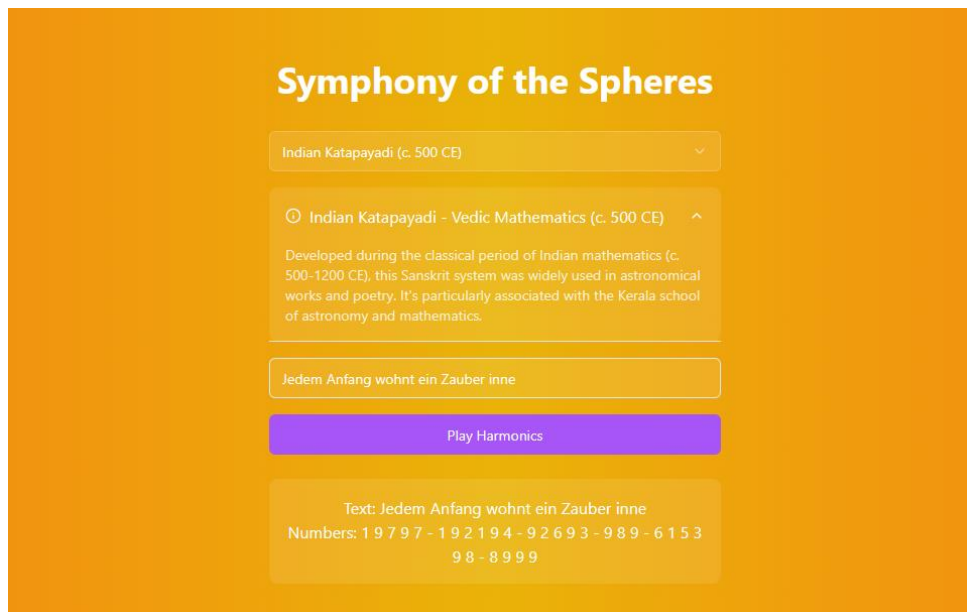 Symphony of the Spheres
Indian Katapayadi (c. 500 CE)
Indian Katapayadi - Vedic Mathematics (c. 500 CE)
Developed during the classical period of Indian mathematics (c.
500-1200 CE), this Sanskrit system was widely used in astronomical
works and poetry. It's particularly associated with the Kerala school
of astronomy and mathematics.
Jedem Anfang wohnt ein Zauber inne
Play Harmonics
Text: Jedem Anfang wohnt ein Zauber inne
Numbers: 1 9 7 9 7 - 1 9 2 1 9 4 - 9 2 6 9 3 - 9 8 9 - 6 1 5 3
9 8 - 8 9 9 9